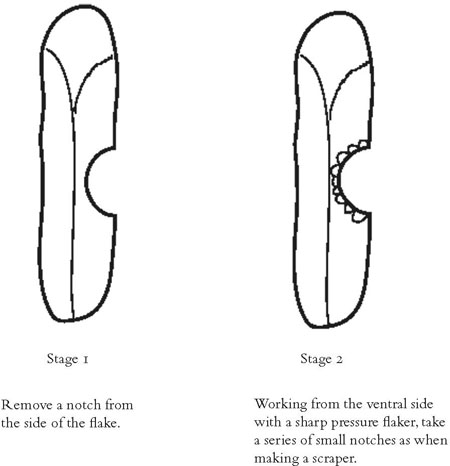 Stage 1
Remove a notch from
the side of the flake.
Stage 2
Working from the ventral side
with a sharp pressure flaker, take
a series of small notches as when
making a scraper.